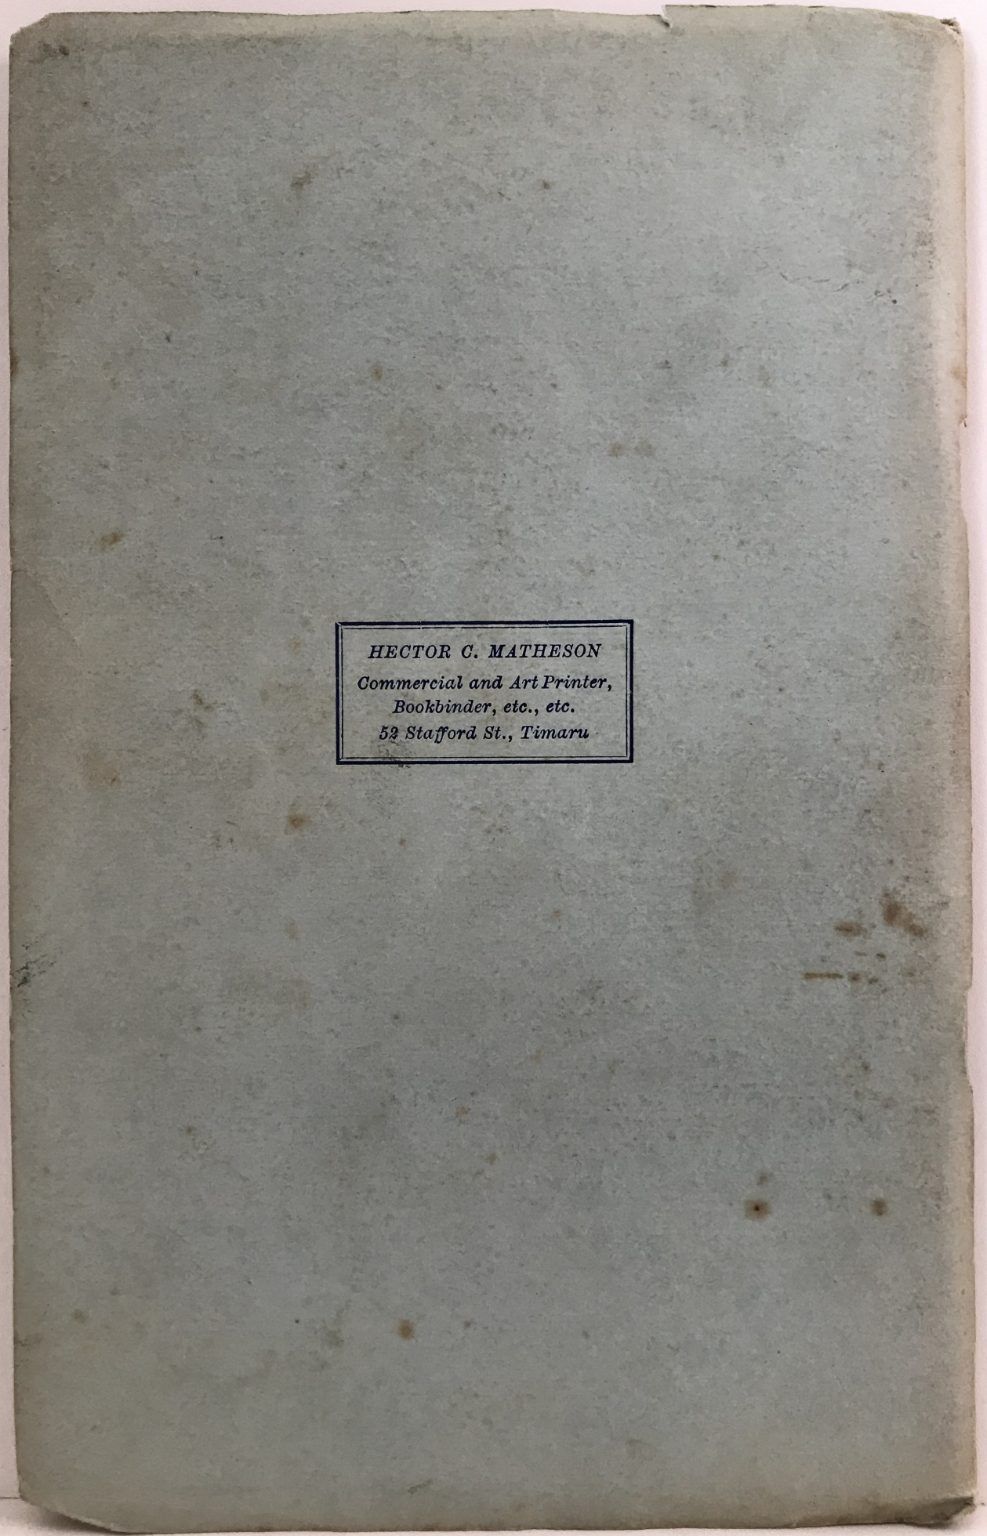 HECTOR C. MATHESON
Commercial and Art Printer,
Bookbinder, etc., etc.
52 Stafford St., Timaru